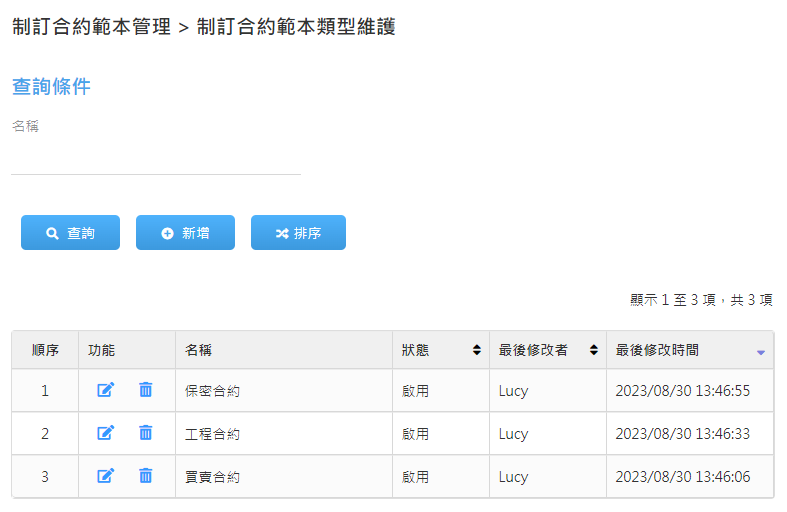 制訂合約範本管理 > 制訂合約範本類型維護
查詢條件
名稱
查詢 新增 排序
顯示 1 至 3 項，共 3 項
順序 功能 名稱 狀態 最後修改者 最後修改時間
1 保密合約 啟用 Lucy 2023/08/30 13:46:55
2 工程合約 啟用 Lucy 2023/08/30 13:46:33
3 買賣合約 啟用 Lucy 2023/08/30 13:46:06